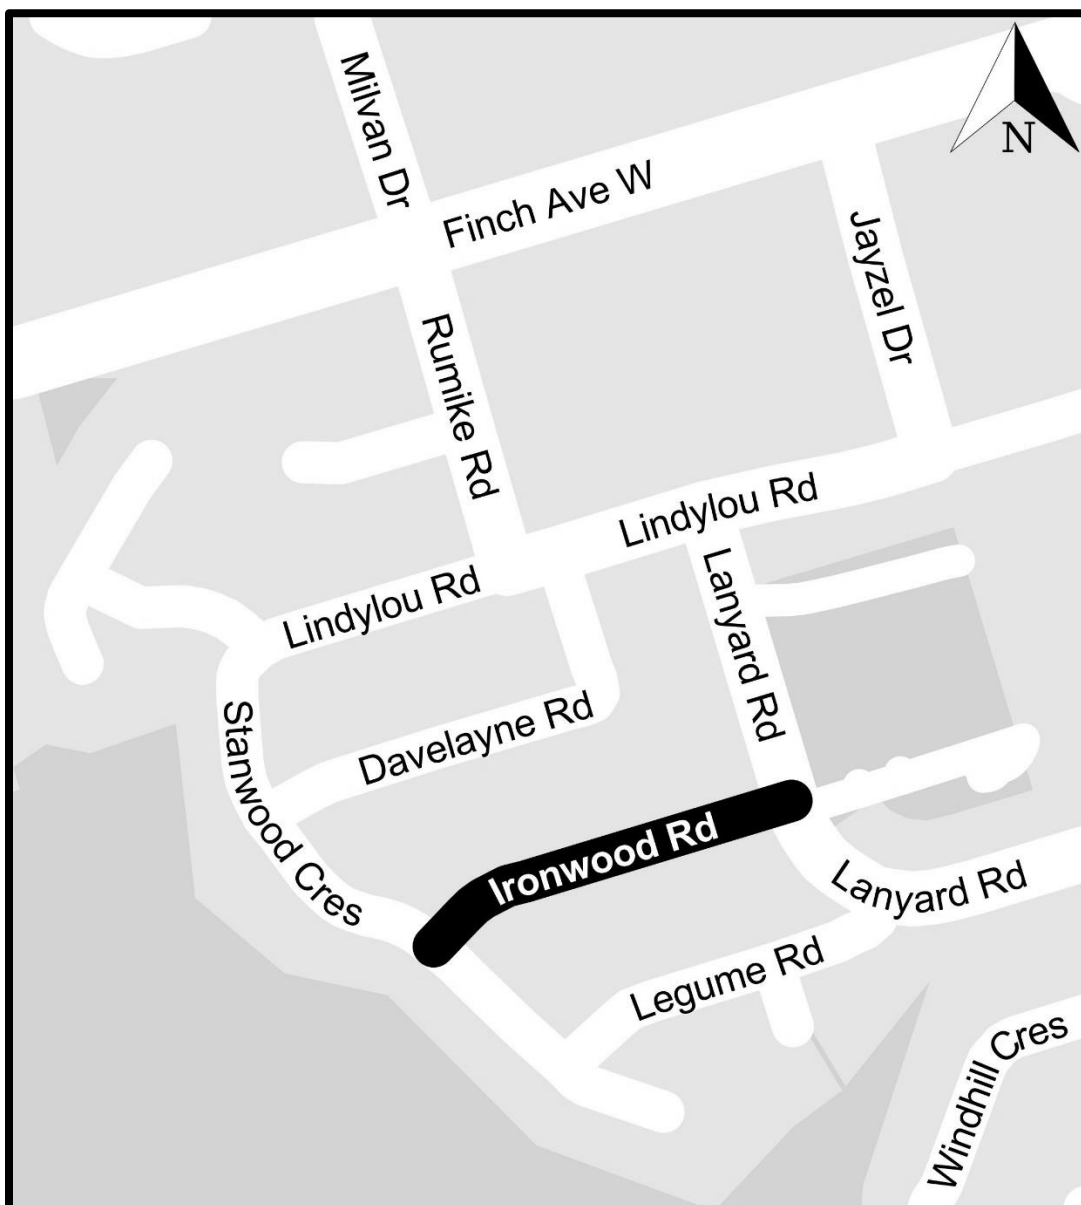 Milvan Dr
N
Finch Ave W
Jayzel Dr
Rumike Rd
Lindylou Rd
Lindylou Rd
Lanyard Rd
Stanwood Cres
Davelayne Rd
Ironwood Rd
Lanyard Rd
Legume Rd
Windhill Cres